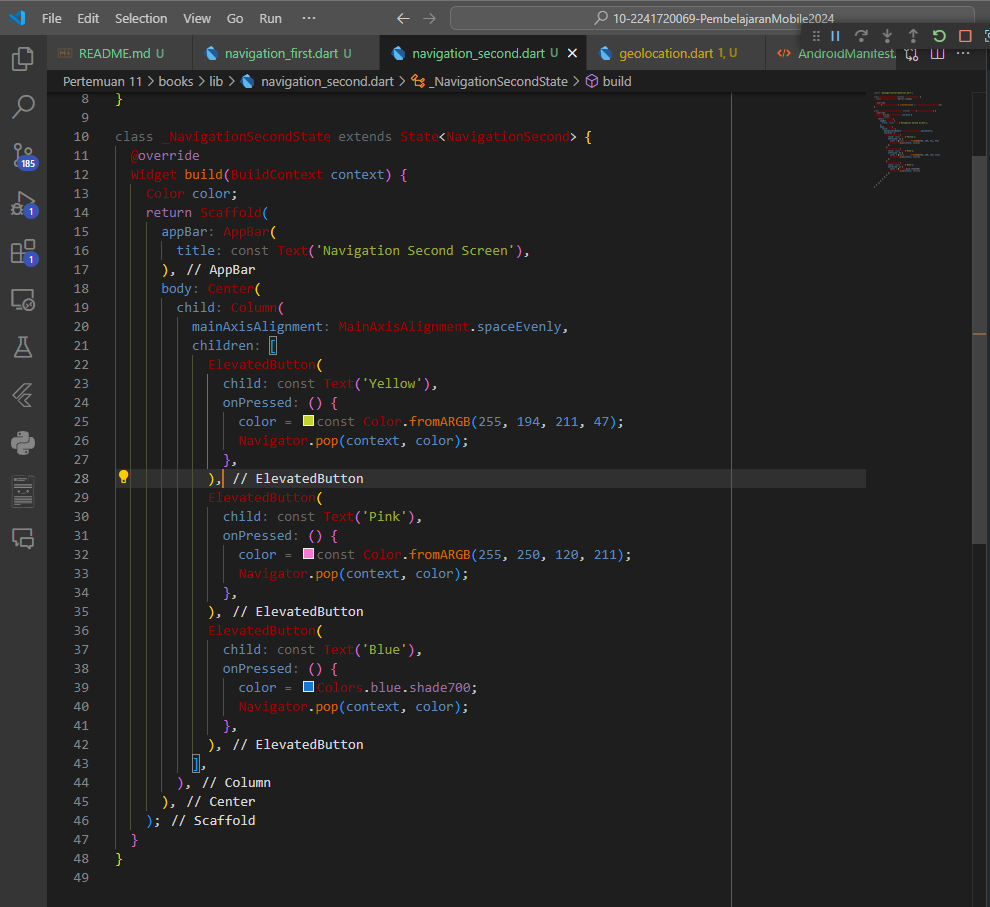 File Edit Selection View Go Run ··· 10-2241720069-PembelajaranMobile2024
README.md U navigation_first.dart U navigation_second.dart U geolocation.dart 1, U AndroidManifest.
Pertemuan 11 > books > lib > navigation_second.dart > _NavigationSecondState > build
8 }
9
10 class _NavigationSecondState extends State<NavigationSecond> {
11 @override
12 Widget build(BuildContext context) {
13 Color color;
14 return Scaffold(
15 appBar: AppBar(
16 title: const Text('Navigation Second Screen'),
17 ), // AppBar
18 body: Center(
19 child: Column(
20 mainAxisAlignment: MainAxisAlignment.spaceEvenly,
21 children: [
22 ElevatedButton(
23 child: const Text('Yellow'),
24 onPressed: () {
25 color = const Color.fromARGB(255, 194, 211, 47);
26 Navigator.pop(context, color);
27 },
28 ), // ElevatedButton
29 ElevatedButton(
30 child: const Text('Pink'),
31 onPressed: () {
32 color = const Color.fromARGB(255, 250, 120, 211);
33 Navigator.pop(context, color);
34 },
35 ), // ElevatedButton
36 ElevatedButton(
37 child: const Text('Blue'),
38 onPressed: () {
39 color = Colors.blue.shade700;
40 Navigator.pop(context, color);
41 },
42 ), // ElevatedButton
43 ],
44 ), // Column
45 ), // Center
46 ); // Scaffold
47 }
48 }
49
185
1
1